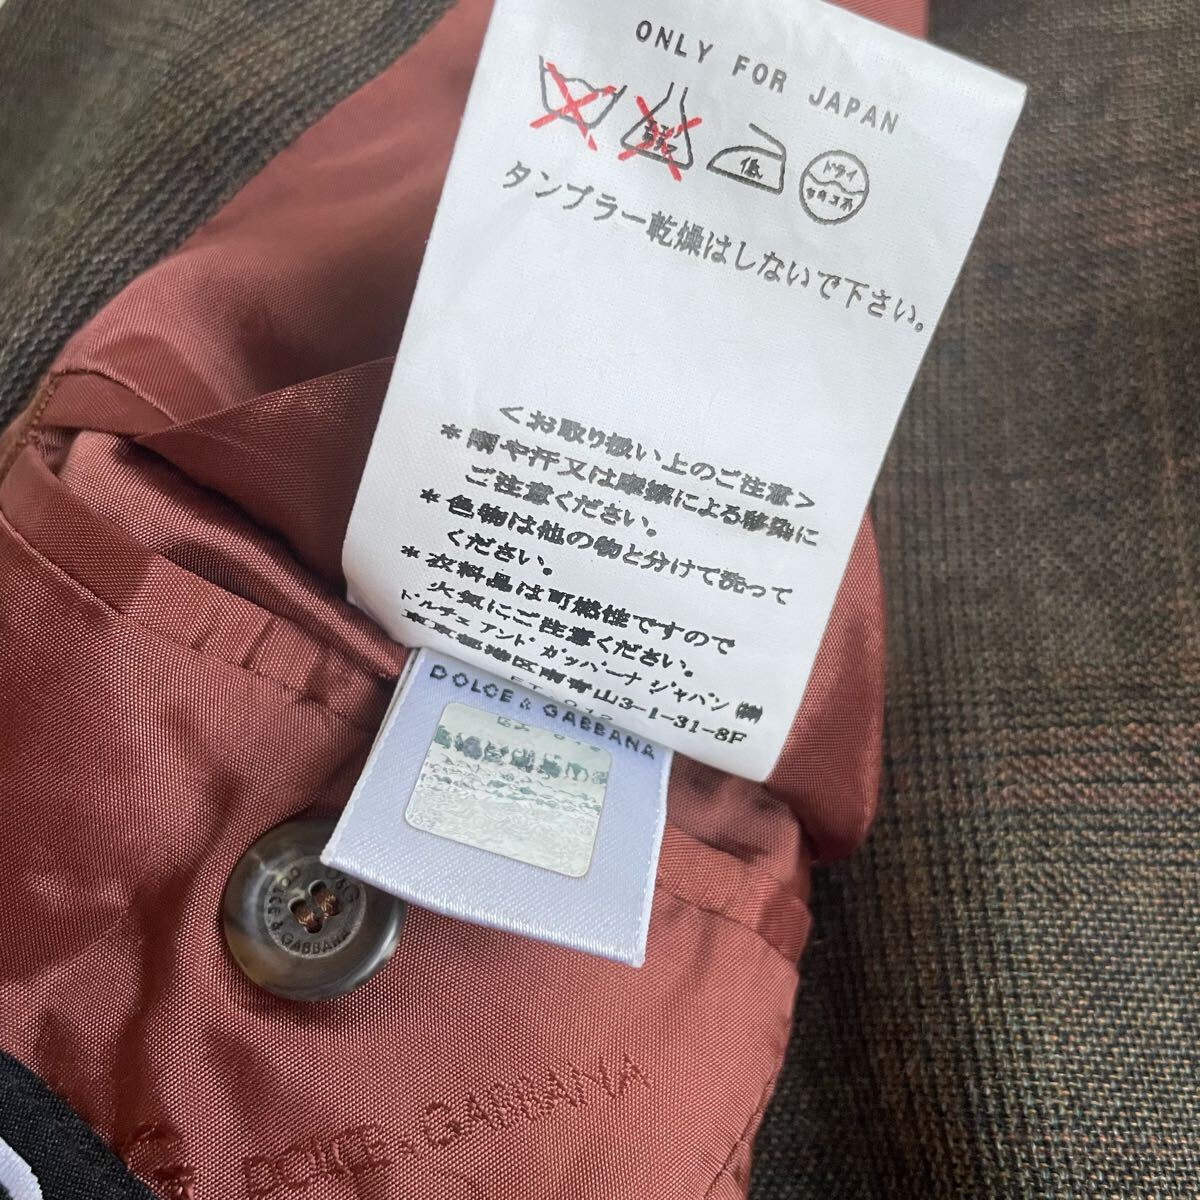 ONLY FOR JAPAN
低
ドライ
セキユ系
タンブラー乾燥はしないで下さい。
<お取り扱い上のご注意>
*雨や汗又は摩擦による移染に
ご注意ください。
*色物は他の物と分けて洗って
ください。
*衣料品は可燃性ですので
火気にご注意ください。
ドルチェ アンド ガッバーナ ジャパン ㈱
東京都港区南青山3-1-31-8F
DOLCE & GABBANA
D&G
DOLCE & GABBANA
DOLCE & GABBANA